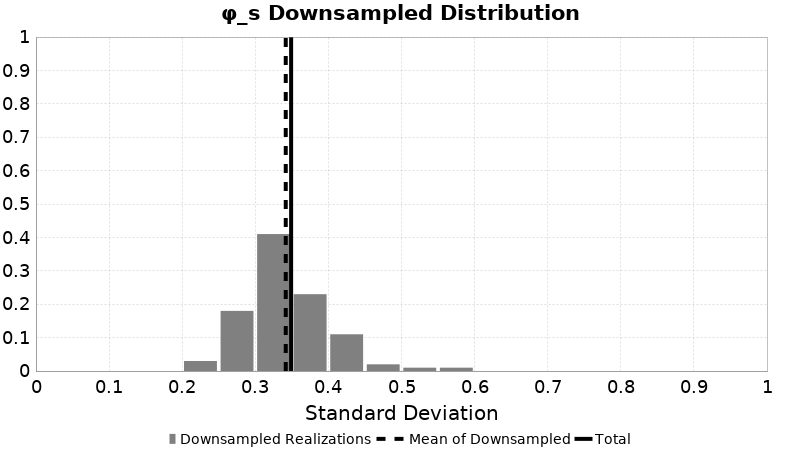 φ_s Downsampled Distribution
1
0.9
0.8
0.7
0.6
0.5
0.4
0.3
0.2
0.1
0
0 0.1 0.2 0.3 0.4 0.5 0.6 0.7 0.8 0.9 1
Standard Deviation
Downsampled Realizations Mean of Downsampled Total